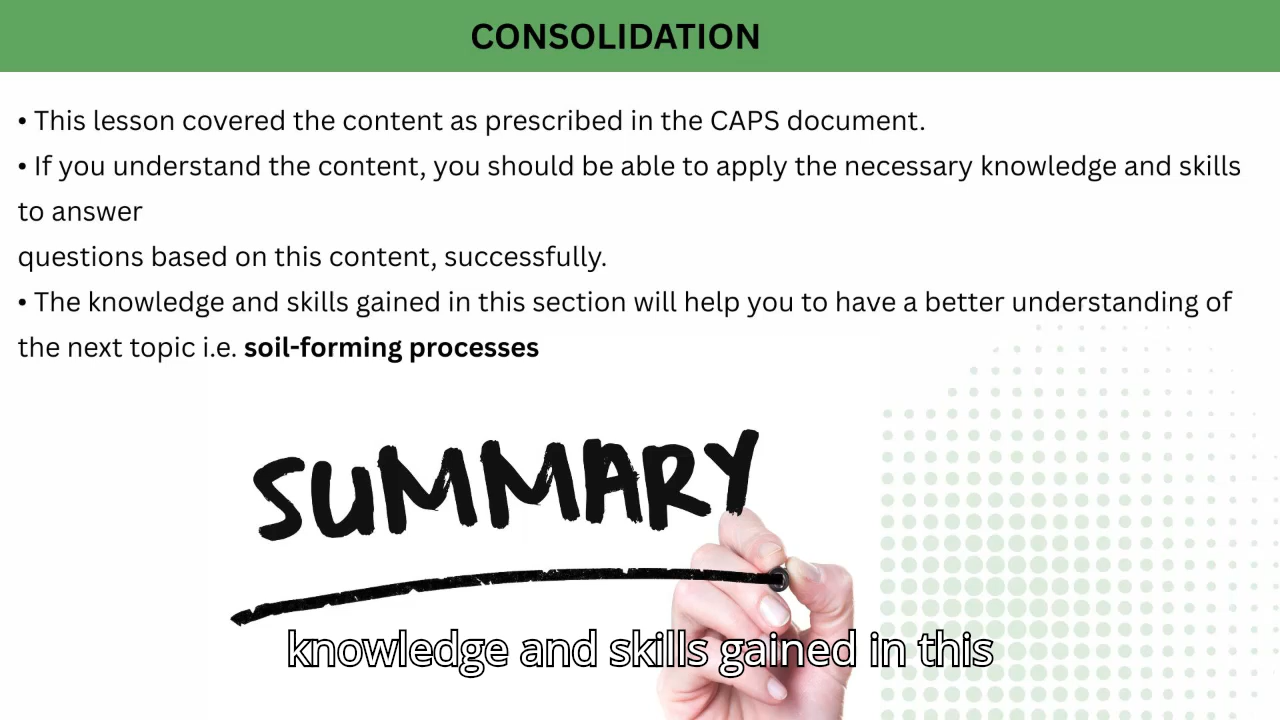 CONSOLIDATION
• This lesson covered the content as prescribed in the CAPS document.
• If you understand the content, you should be able to apply the necessary knowledge and skills
to answer
questions based on this content, successfully.
• The knowledge and skills gained in this section will help you to have a better understanding of
the next topic i.e. soil-forming processes
SUMMARY
knowledge and skills gained in this